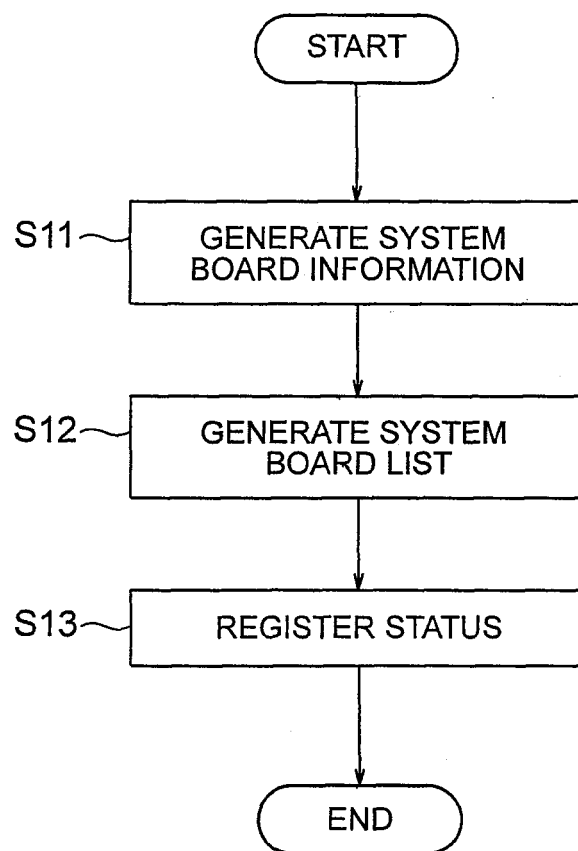 START
S11
GENERATE SYSTEM
BOARD INFORMATION
S12
GENERATE SYSTEM
BOARD LIST
S13
REGISTER STATUS
END